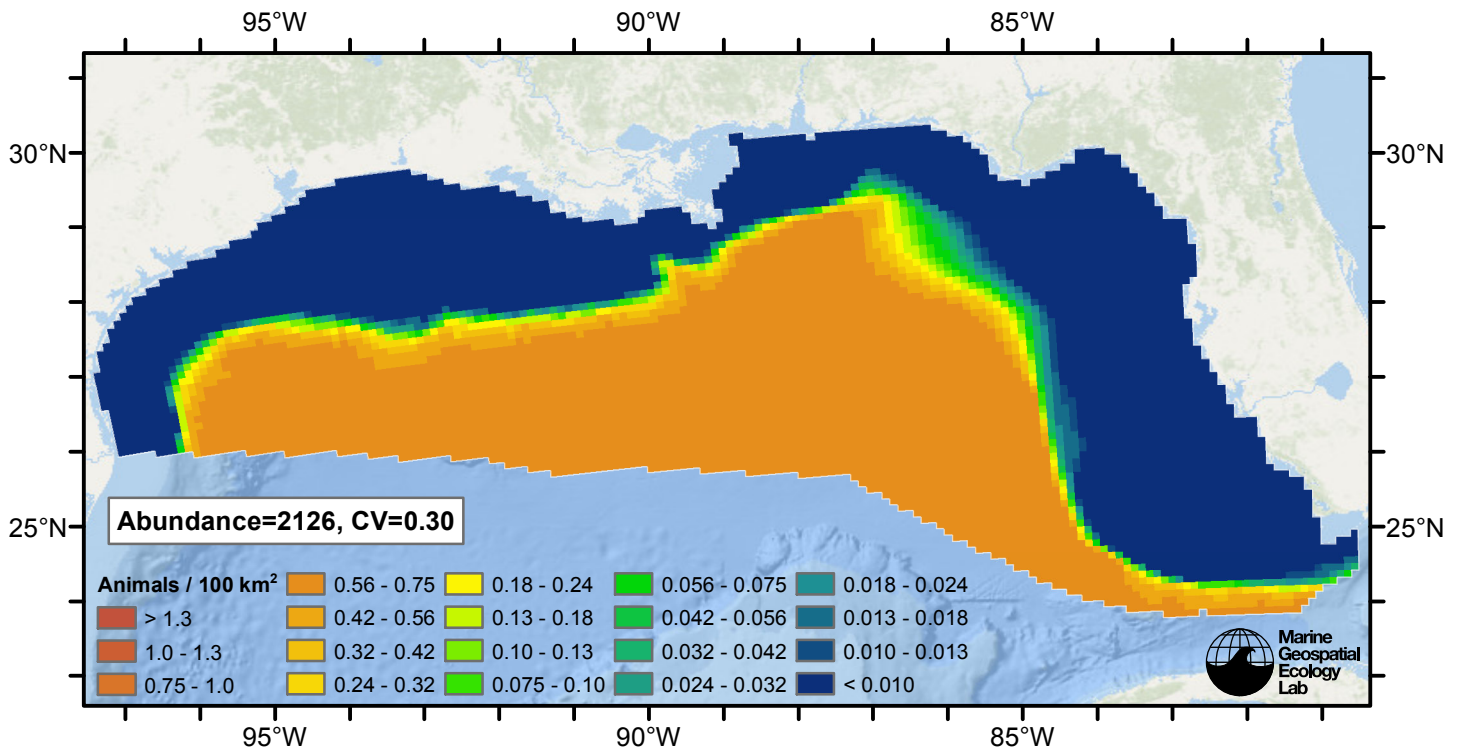 95°W 90°W 85°W
30°N 30°N
25°N 25°N
Abundance=2126, CV=0.30
Animals / 100 km²
> 1.3
1.0 - 1.3
0.75 - 1.0
0.56 - 0.75
0.42 - 0.56
0.32 - 0.42
0.24 - 0.32
0.18 - 0.24
0.13 - 0.18
0.10 - 0.13
0.075 - 0.10
0.056 - 0.075
0.042 - 0.056
0.032 - 0.042
0.024 - 0.032
0.018 - 0.024
0.013 - 0.018
0.010 - 0.013
< 0.010
Marine
Geospatial
Ecology
Lab
95°W 90°W 85°W